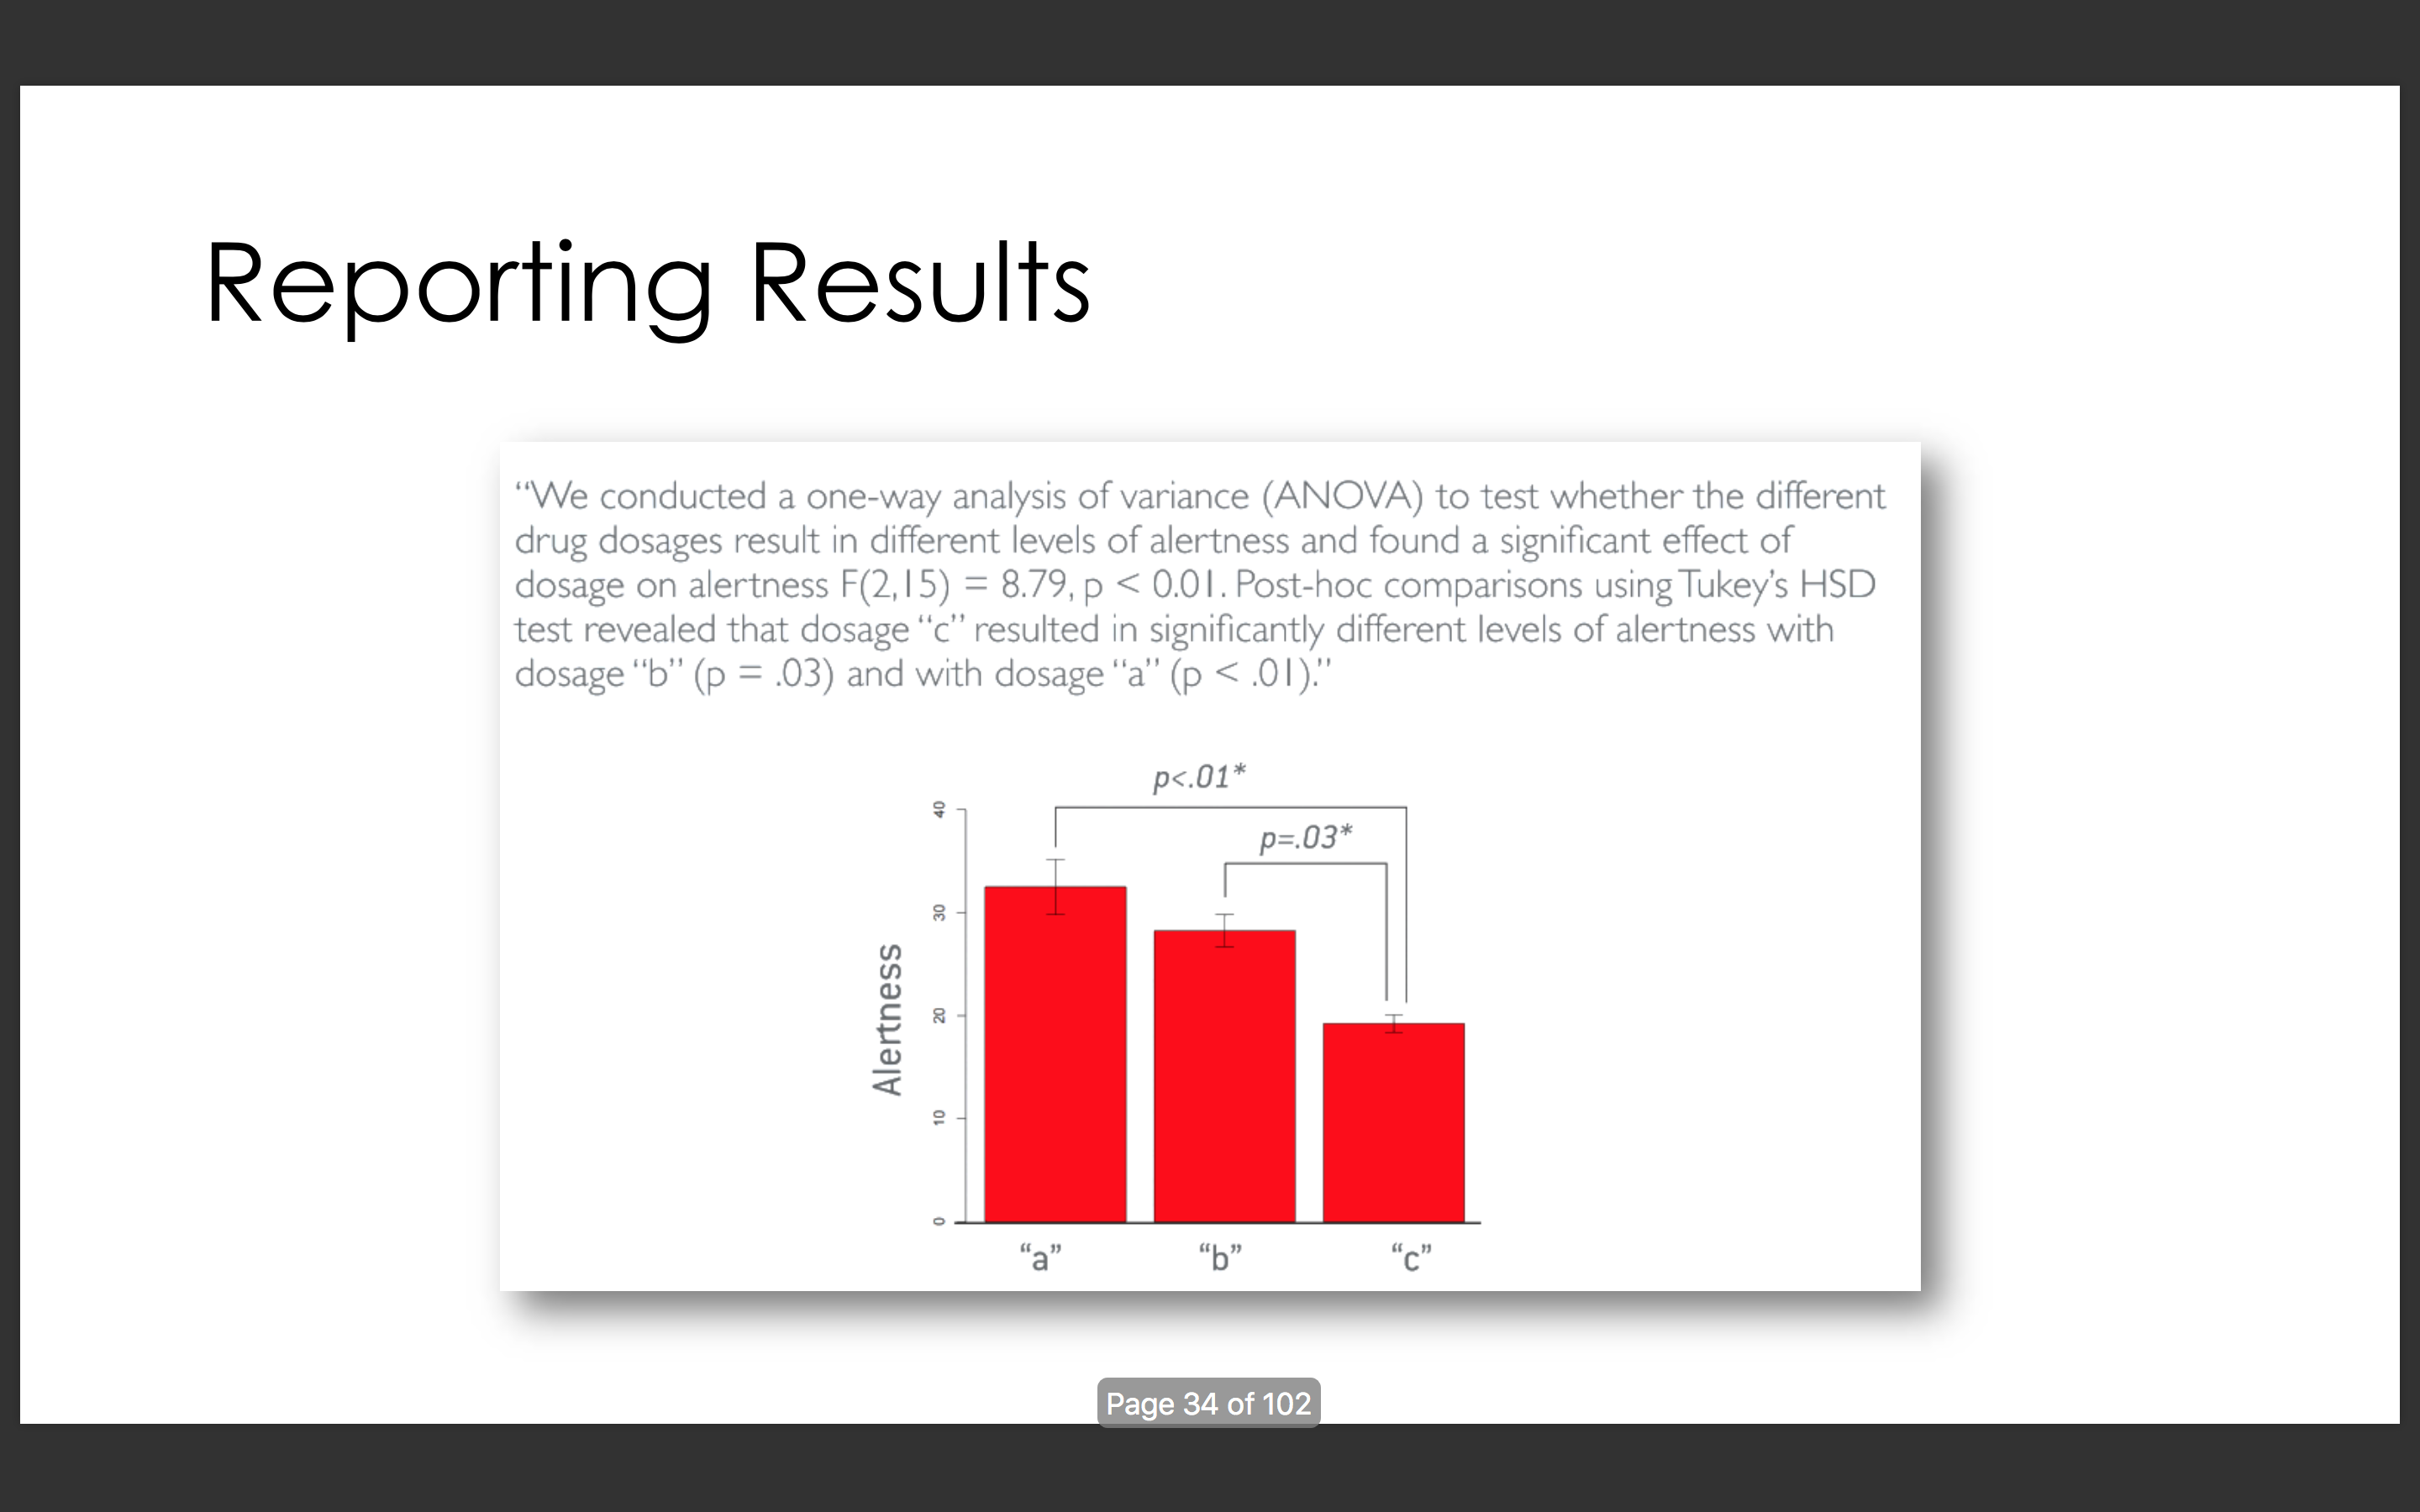 Reporting Results
“We conducted a one-way analysis of variance (ANOVA) to test whether the different
drug dosages result in different levels of alertness and found a significant effect of
dosage on alertness F(2,15) = 8.79, p < 0.01. Post-hoc comparisons using Tukey’s HSD
test revealed that dosage “c” resulted in significantly different levels of alertness with
dosage “b” (p = .03) and with dosage “a” (p < .01).”
p<.01*
p=.03*
40
30
20
10
0
Alertness
“a” “b” “c”
Page 34 of 102